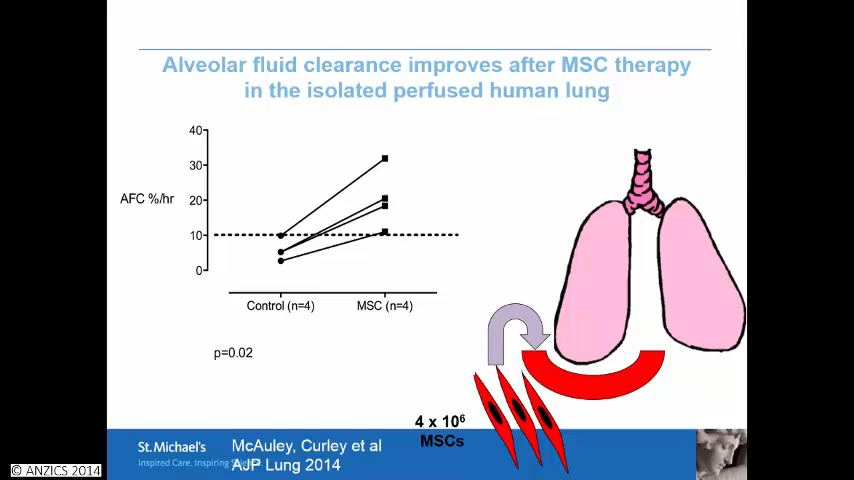 Alveolar fluid clearance improves after MSC therapy
in the isolated perfused human lung
40
30
AFC %/hr
20
10
0
Control (n=4)
MSC (n=4)
p=0.02
4 x 10⁶
MSCs
St. Michael's
Inspired Care. Inspiring
McAuley, Curley et al
AJP Lung 2014
© ANZICS 2014